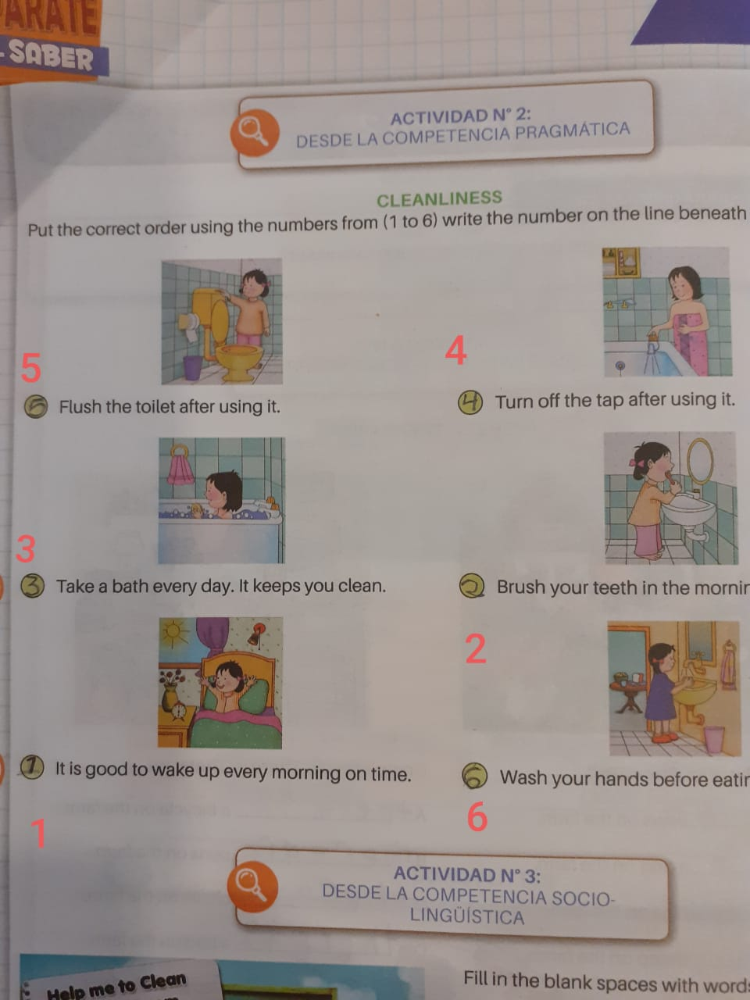 SABER
ACTIVIDAD N° 2:
DESDE LA COMPETENCIA PRAGMÁTICA
CLEANLINESS
Put the correct order using the numbers from (1 to 6) write the number on the line beneath
5
4
5 Flush the toilet after using it.
4 Turn off the tap after using it.
3
3 Take a bath every day. It keeps you clean.
2 Brush your teeth in the
2
1 It is good to wake up every morning on time.
6 Wash your hands before
1
6
ACTIVIDAD N° 3:
DESDE LA COMPETENCIA SOCIO-
LINGÜÍSTICA
Help me to Clean
Fill in the blank spaces with